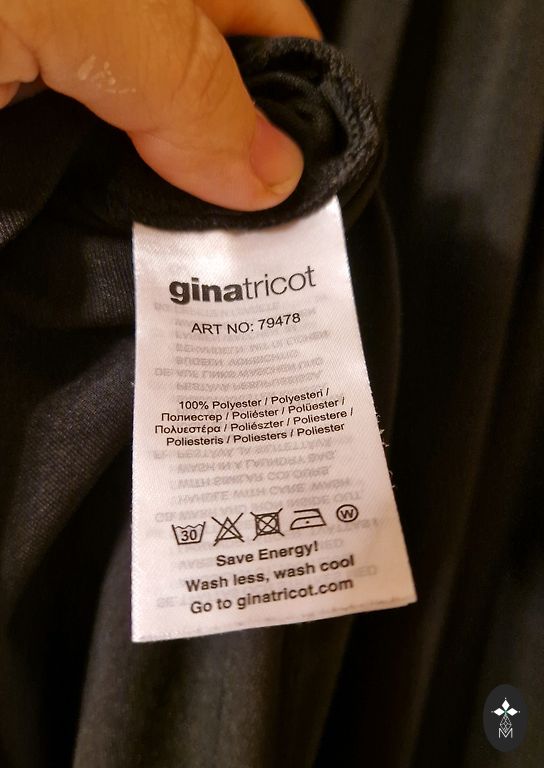 ginatricot
ART NO: 79478
100% Polyester / Polyesteri /
Полиестер / Poliéster / Polüester /
Πολυεστέρα / Poliészter / Poliestere /
Poliesteris / Poliesters / Poliester
30
W
Save Energy!
Wash less, wash cool
Go to ginatricot.com
M